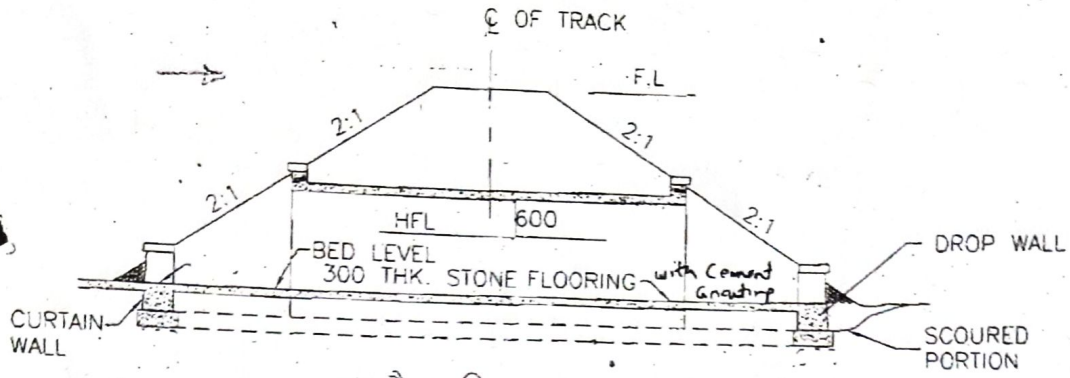 ℄ OF TRACK
F.L
2:1
2:1
2:1
2:1
HFL
600
BED LEVEL
300 THK. STONE FLOORING with Cement
Grouting
DROP WALL
CURTAIN
WALL
SCOURED
PORTION